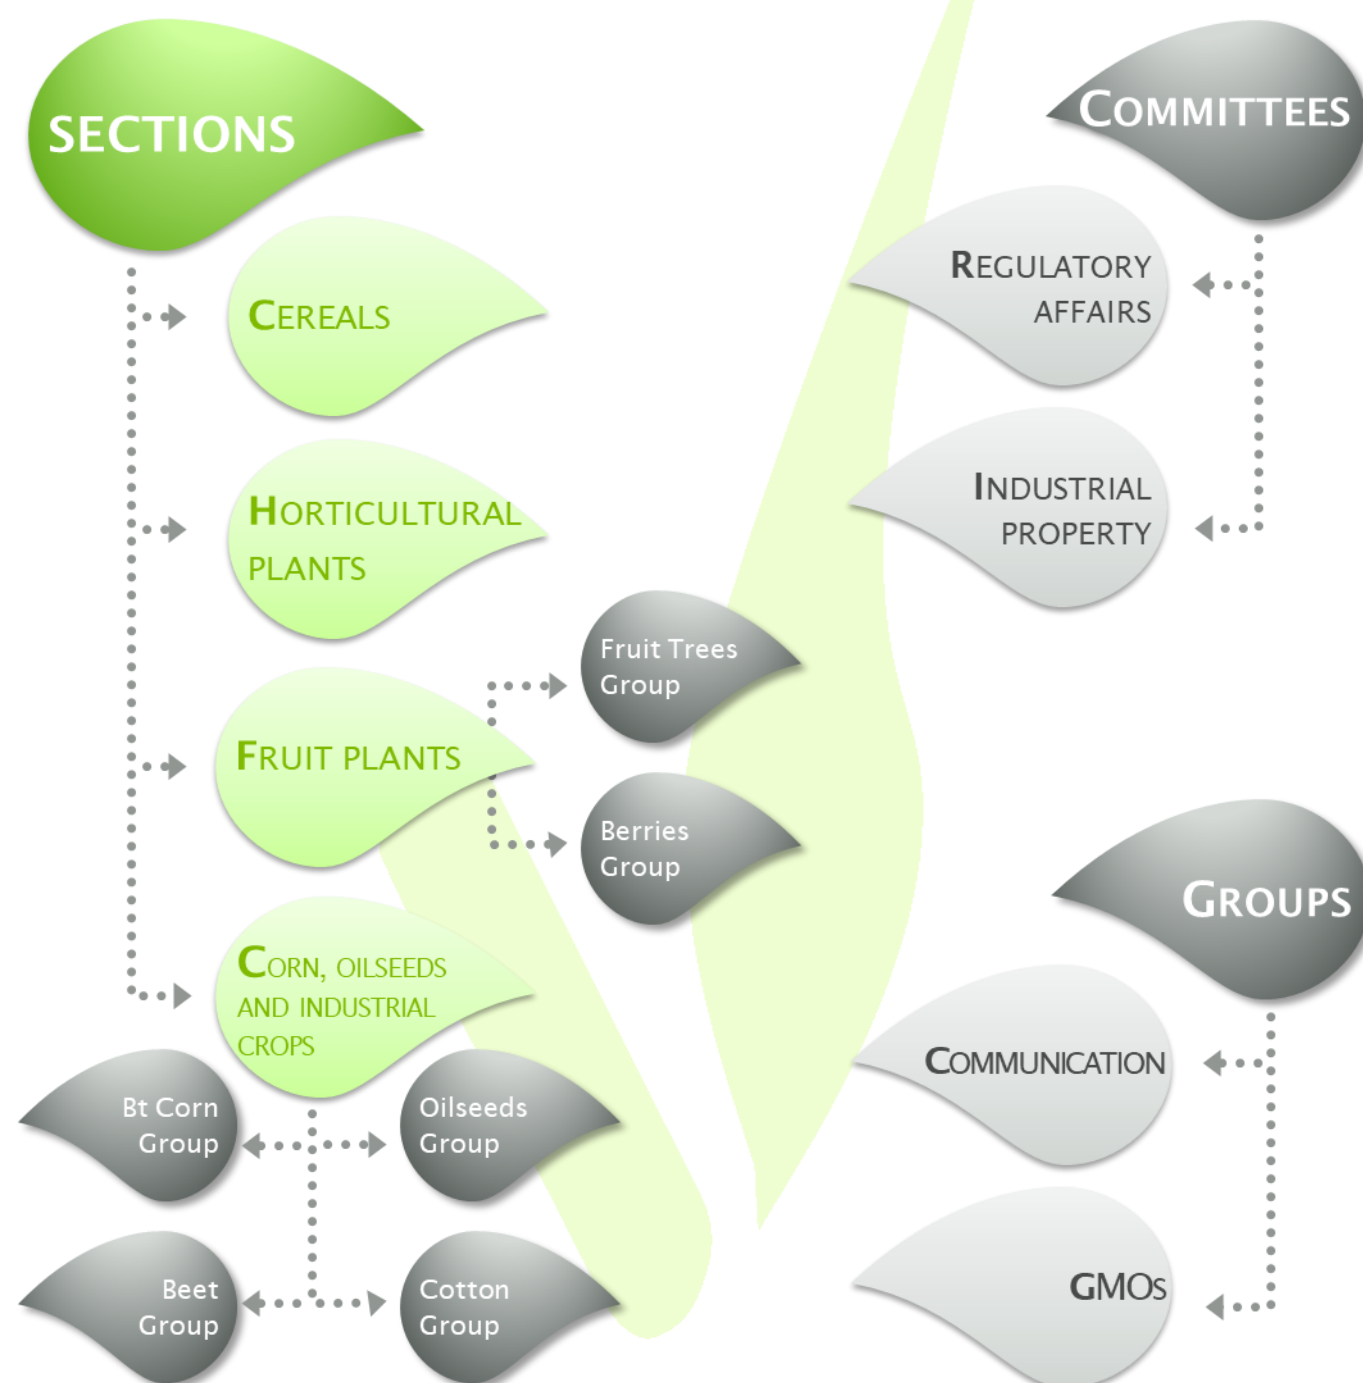 SECTIONS
CEREALS
HORTICULTURAL
PLANTS
FRUIT PLANTS
Fruit Trees
Group
Berries
Group
CORN, OILSEEDS
AND INDUSTRIAL
CROPS
Bt Corn
Group
Oilseeds
Group
Beet
Group
Cotton
Group
COMMITTEES
REGULATORY
AFFAIRS
INDUSTRIAL
PROPERTY
GROUPS
COMMUNICATION
GMOs